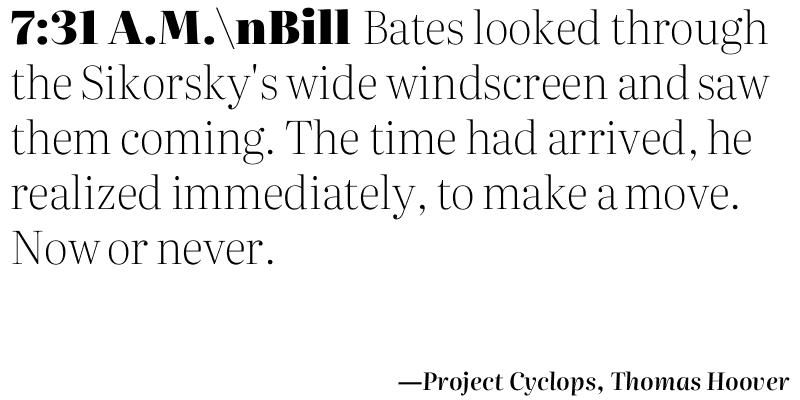 7:31 A.M.\nBill Bates looked through
the Sikorsky's wide windscreen and saw
them coming. The time had arrived, he
realized immediately, to make a move.
Now or never.
—Project Cyclops, Thomas Hoover